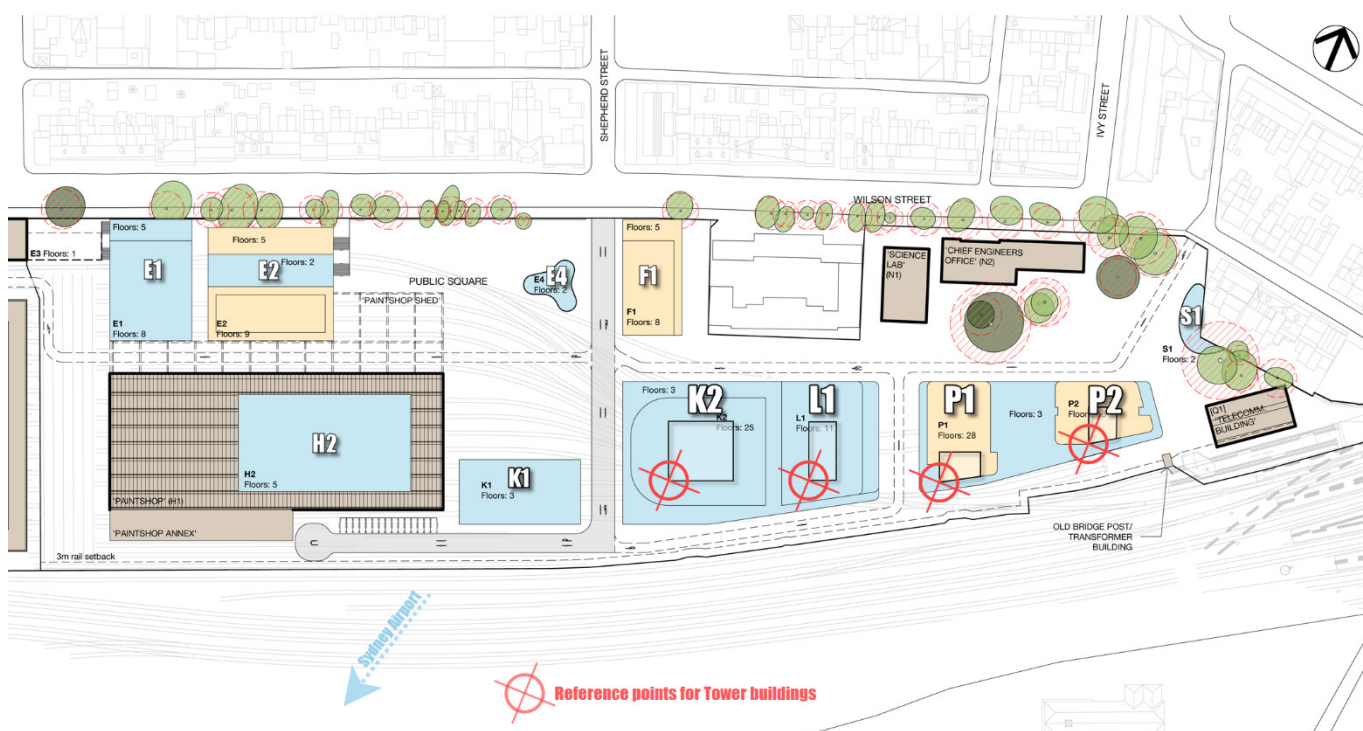 SHEPHERD STREET
IVY STREET
WILSON STREET
Floors: 5
Floors: 5
Floors: 5
E3 Floors: 1
E1
E2
Floors: 2
PUBLIC SQUARE
E4
E4
Floors: 2
F1
'SCIENCE
LAB'
(N1)
'CHIEF ENGINEERS
OFFICE' (N2)
'PAINTSHOP SHED'
E1
Floors: 8
E2
Floors: 9
F1
Floors: 8
S1
S1
Floors: 2
Floors: 3
K2
K2
Floors: 25
L1
L1
Floors: 11
P1
P1
Floors: 28
Floors: 3
P2
P2
[Q1]
'TELECOMM-
BUILDING'
H2
H2
Floors: 5
K1
K1
Floors: 3
'PAINTSHOP' (H1)
'PAINTSHOP ANNEX'
3m rail setback
OLD BRIDGE POST/
TRANSFORMER
BUILDING
Sydney Airport
Reference points for Tower buildings